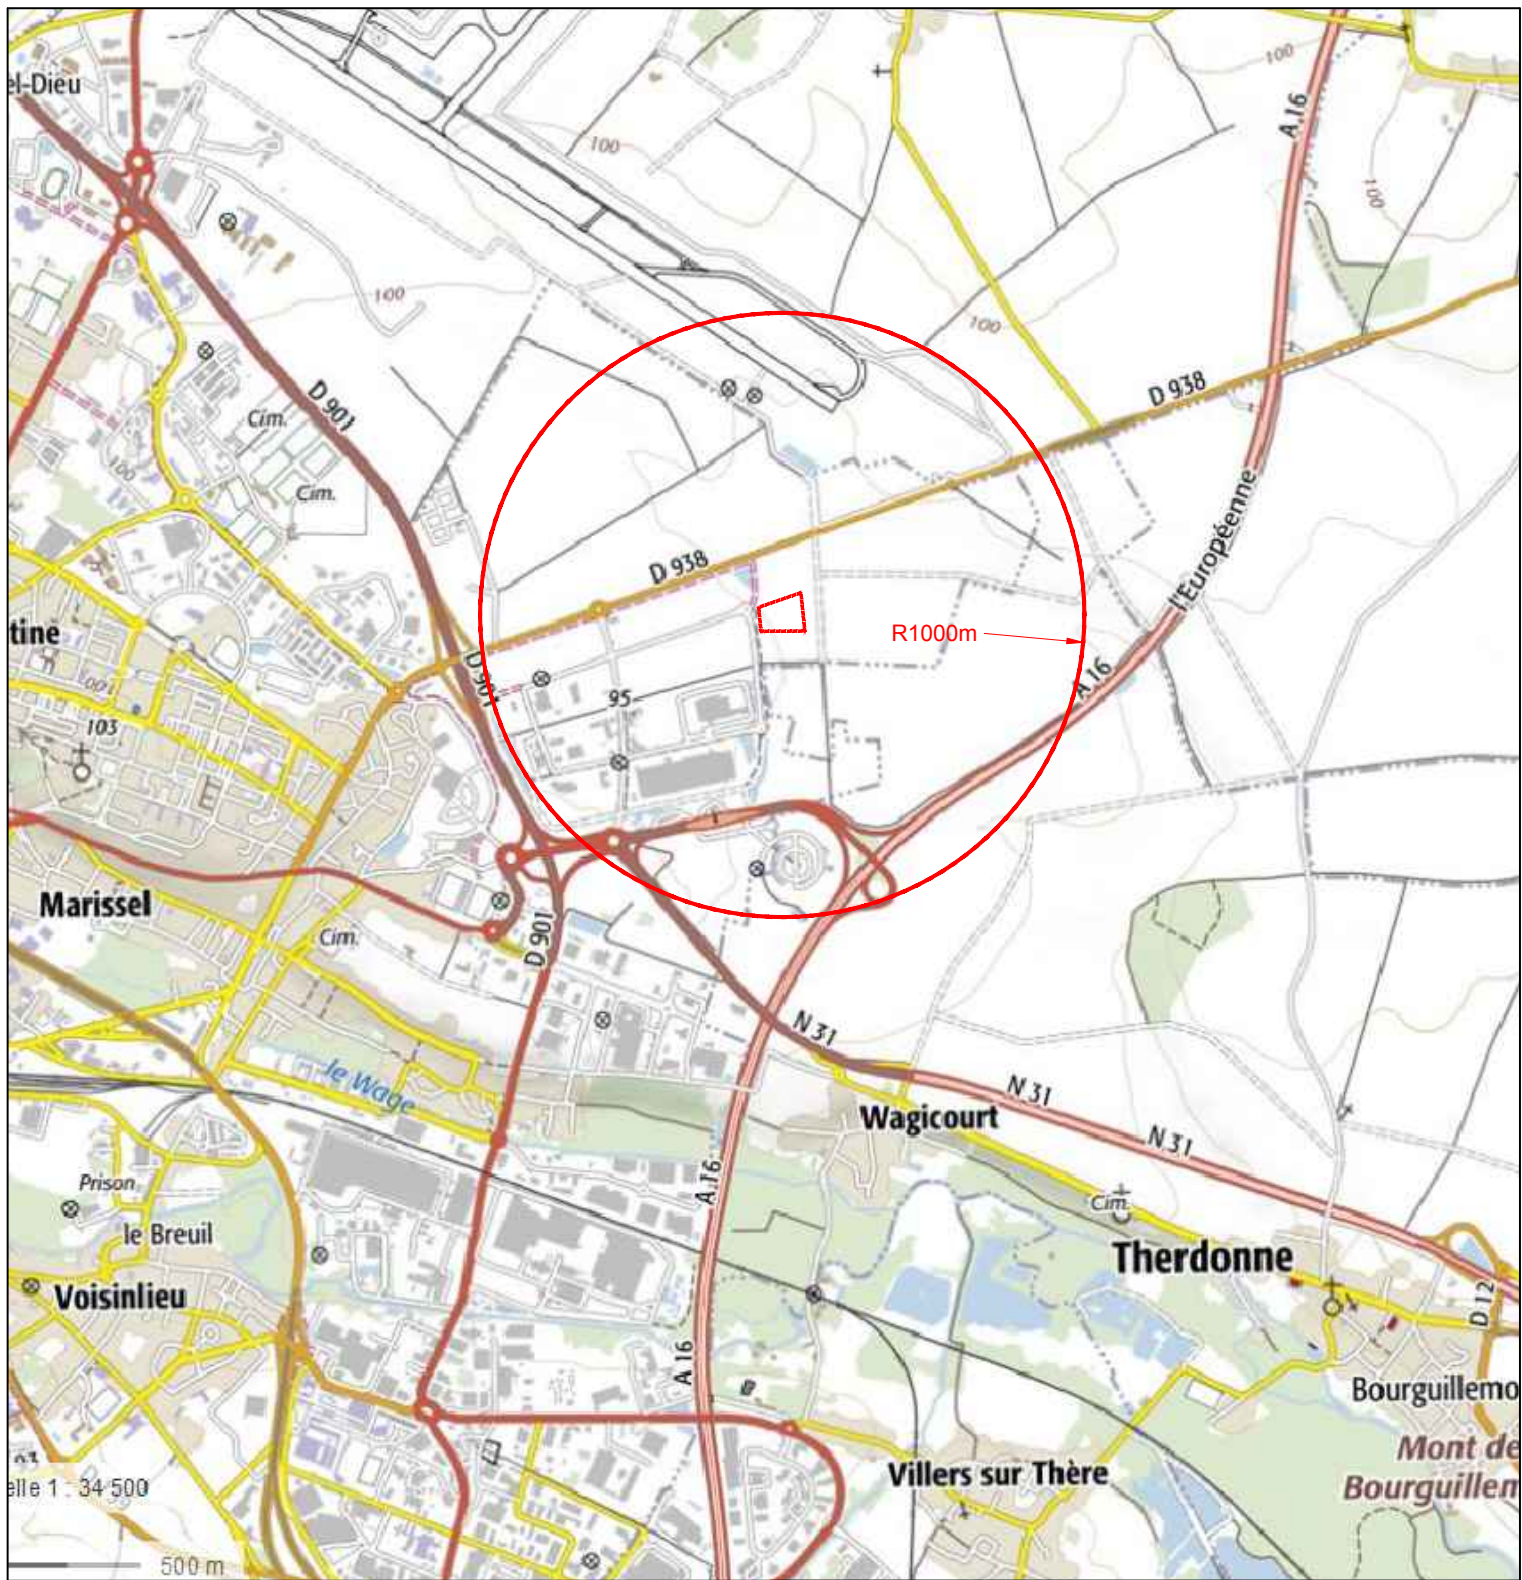 el-Dieu
A 16
100
100
100
100
100
D 901
Cim.
D 938
Cim.
100
D 938
l'Européenne
tine
R1000m
D 901
A 16
95
100
103
Marissel
Cim.
D 901
N 31
le Wage
N 31
Wagicourt
N 31
A 16
Prison
Cim.
le Breuil
Therdonne
Voisinlieu
D 12
A 16
Bourguillemo
Mont de
Bourguillem
Villers sur Thère
elle 1 : 34 500
500 m